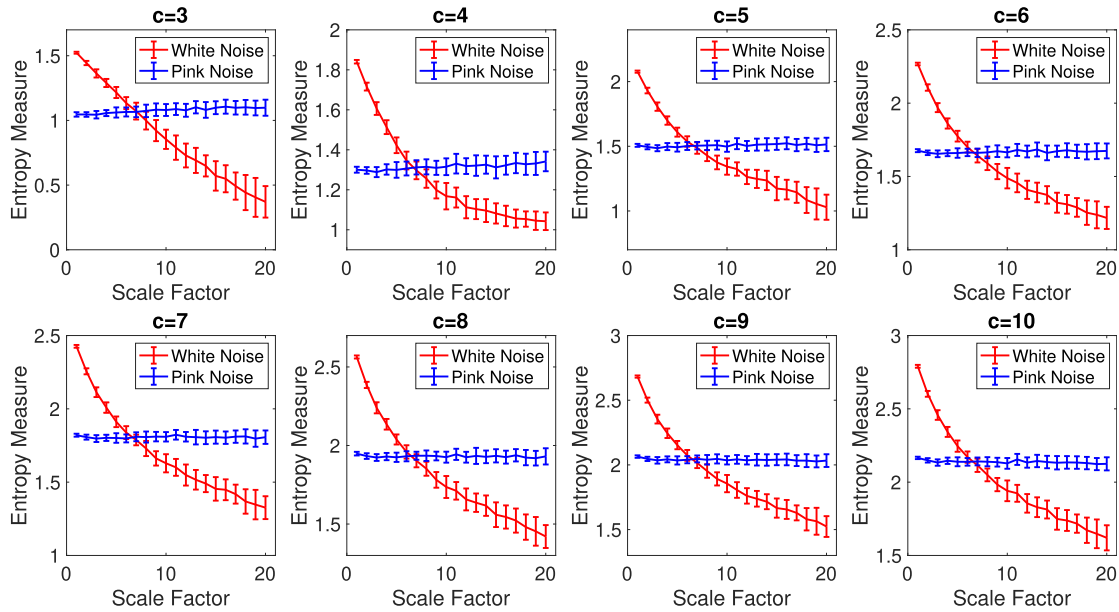 c=3
White Noise
Pink Noise
Entropy Measure
1.5
1
0.5
0
0
10
20
Scale Factor
c=4
White Noise
Pink Noise
Entropy Measure
2
1.8
1.6
1.4
1.2
1
0
10
20
Scale Factor
c=5
White Noise
Pink Noise
Entropy Measure
2
1.5
1
0
10
20
Scale Factor
c=6
White Noise
Pink Noise
Entropy Measure
2.5
2
1.5
1
0
10
20
Scale Factor
c=7
White Noise
Pink Noise
Entropy Measure
2.5
2
1.5
1
0
10
20
Scale Factor
c=8
White Noise
Pink Noise
Entropy Measure
2.5
2
1.5
0
10
20
Scale Factor
c=9
White Noise
Pink Noise
Entropy Measure
3
2.5
2
1.5
0
10
20
Scale Factor
c=10
White Noise
Pink Noise
Entropy Measure
3
2.5
2
1.5
0
10
20
Scale Factor